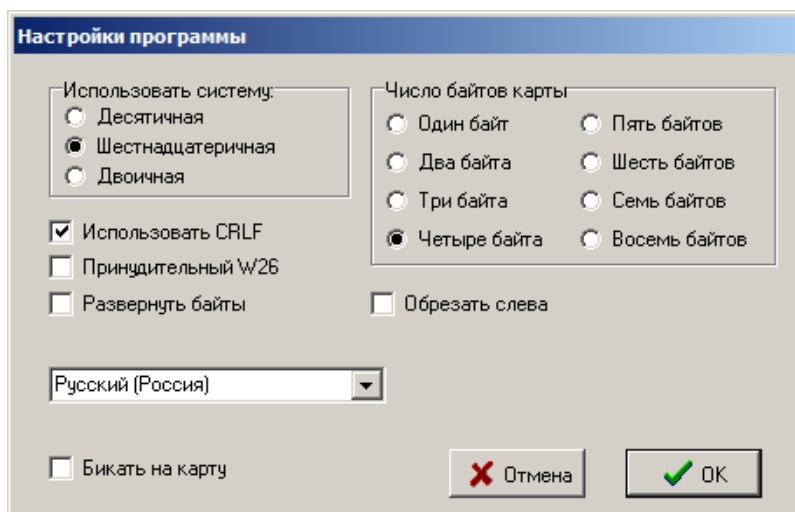 Настройки программы
Использовать систему:
Десятичная
Шестнадцатеричная
Двоичная
Число байтов карты
Один байт
Пять байтов
Два байта
Шесть байтов
Три байта
Семь байтов
Четыре байта
Восемь байтов
Использовать CRLF
Принудительный W26
Развернуть байты
Обрезать слева
Русский (Россия)
Бикать на карту
Отмена
OK